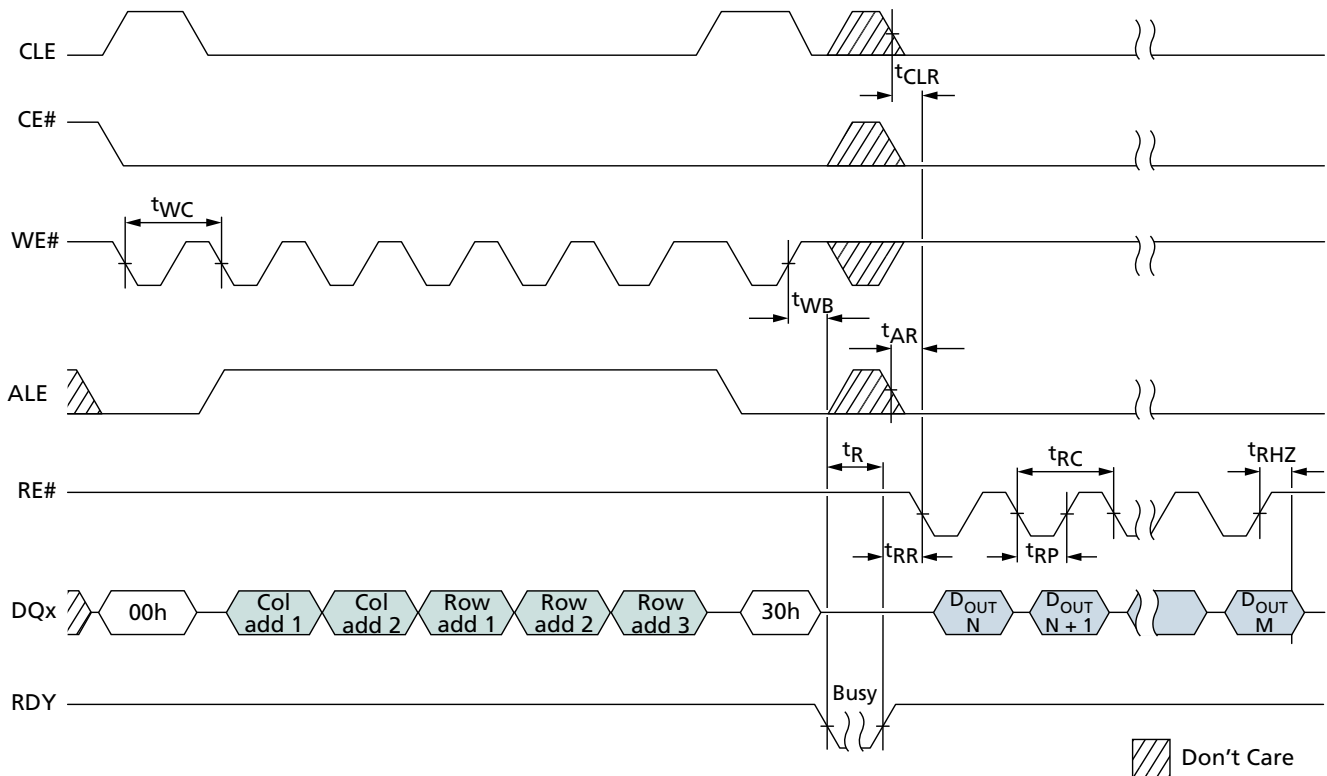 CLE
tCLR
CE#
tWC
WE#
tWB
tAR
ALE
tR
tRC
tRHZ
RE#
tRR
tRP
DQx
00h
Col
add 1
Col
add 2
Row
add 1
Row
add 2
Row
add 3
30h
DOUT
N
DOUT
N + 1
DOUT
M
RDY
Busy
Don't Care